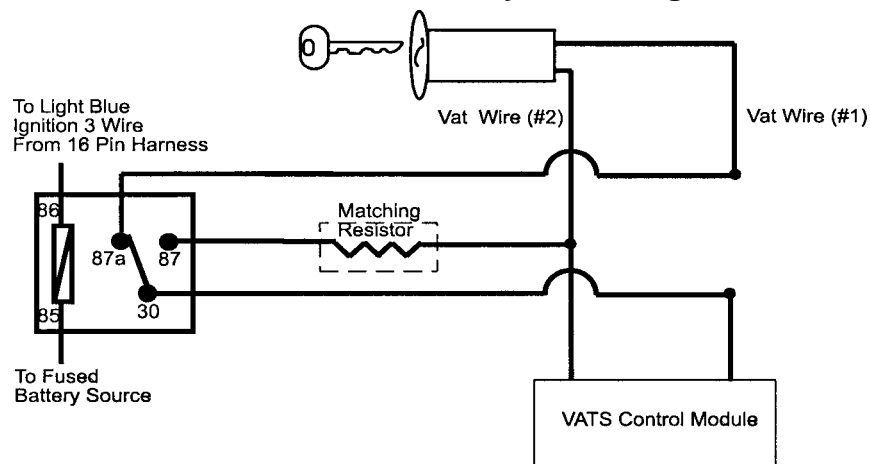 Vat Wire (#2)
Vat Wire (#1)
To Light Blue
Ignition 3 Wire
From 16 Pin Harness
86
87a
87
85
30
Matching
Resistor
To Fused
Battery Source
VATS Control Module